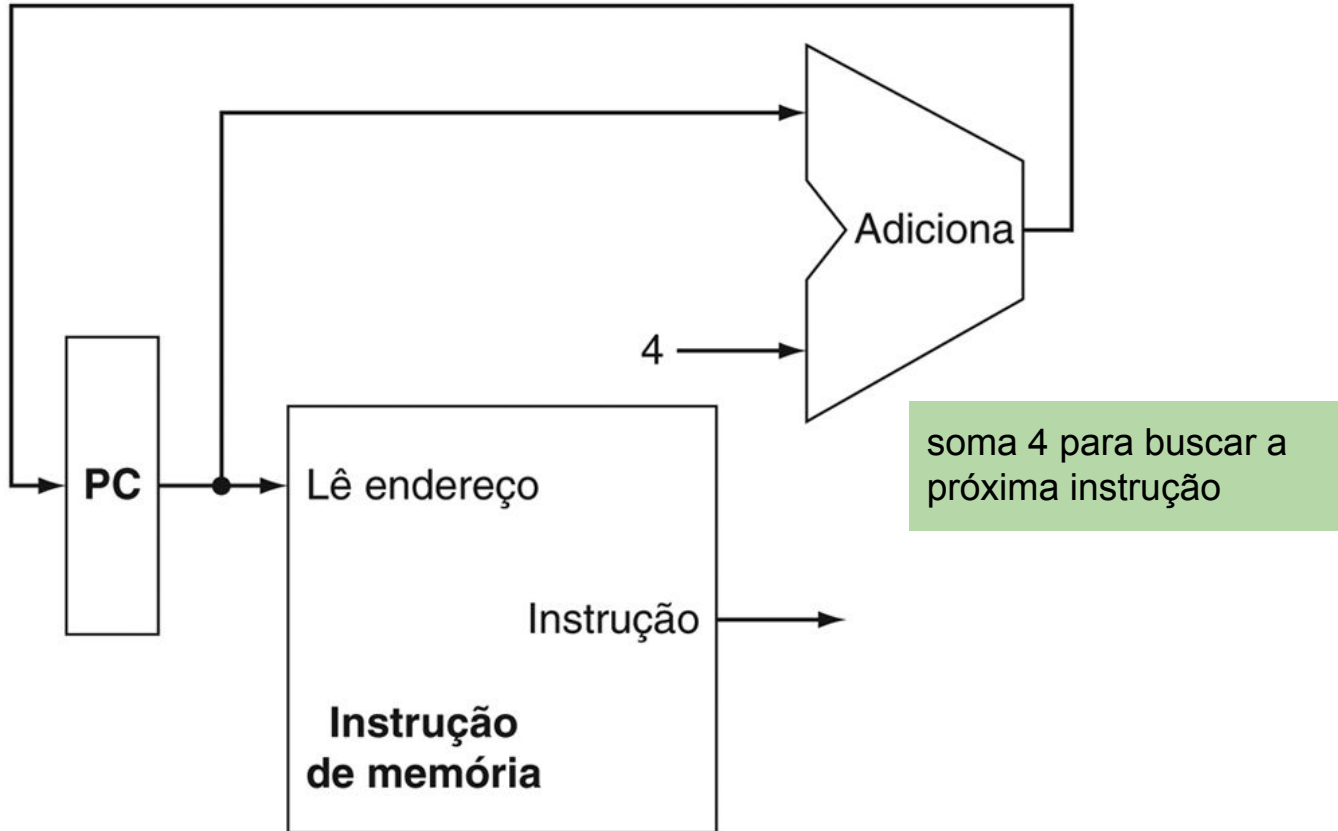 Adiciona
4
PC
Lê endereço
soma 4 para buscar a
próxima instrução
Instrução
Instrução
de memória